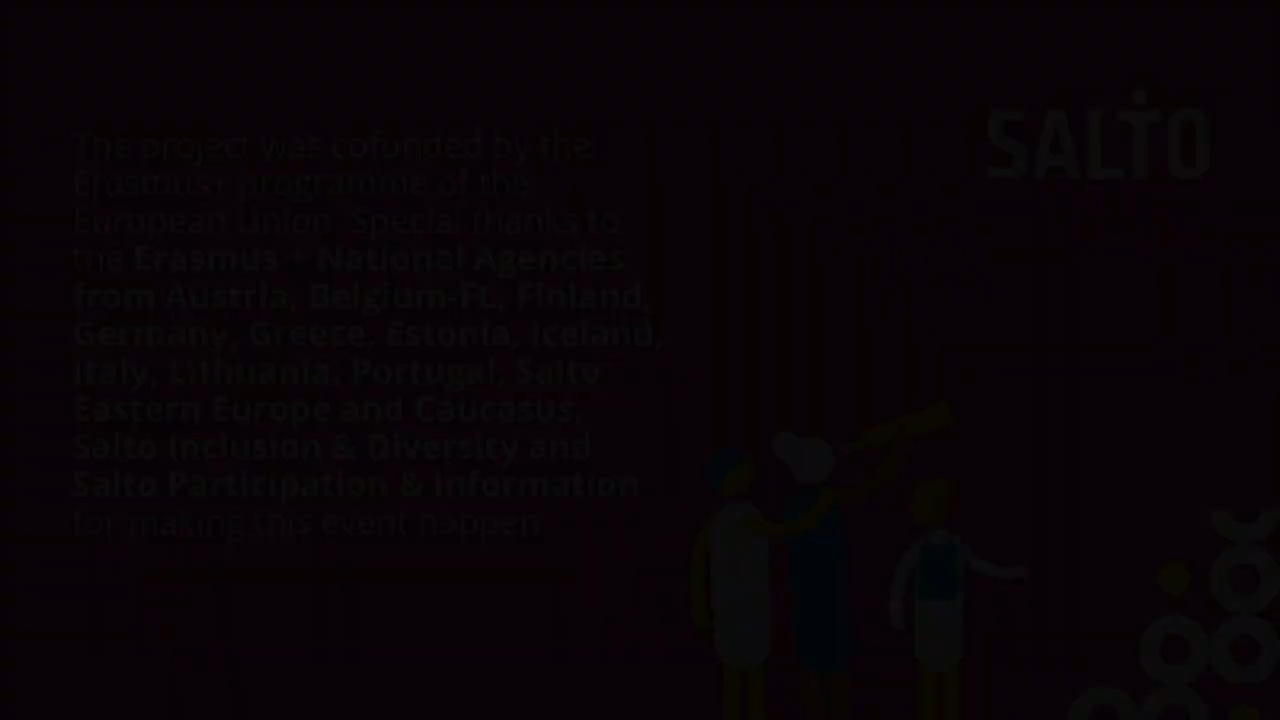 SALTO
The project was cofunded by the
Erasmus+ programme of the
European Union. Special thanks to
the Erasmus + National Agencies
from Austria, Belgium-FL, Finland,
Germany, Greece, Estonia, Iceland,
Italy, Lithuania, Portugal, Salto
Eastern Europe and Caucasus,
Salto Inclusion & Diversity and
Salto Participation & Information
for making this event happen